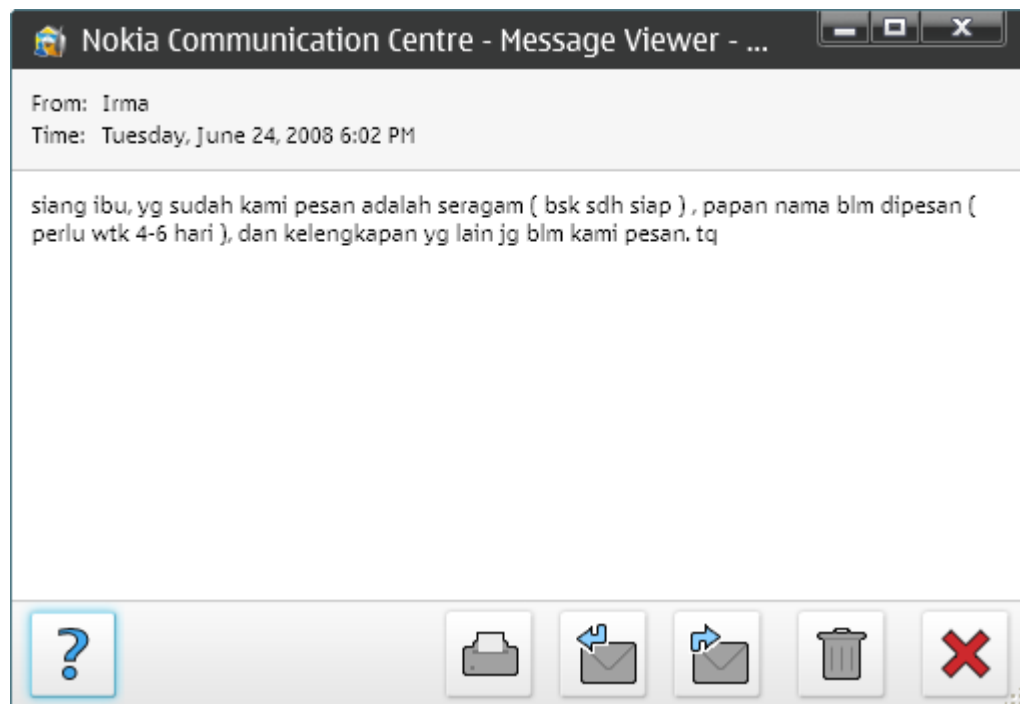 Nokia Communication Centre - Message Viewer - ...
From: Irma
Time: Tuesday, June 24, 2008 6:02 PM
siang ibu, yg sudah kami pesan adalah seragam ( bsk sdh siap ) , papan nama blm dipesan (
perlu wtk 4-6 hari ), dan kelengkapan yg lain jg blm kami pesan. tq